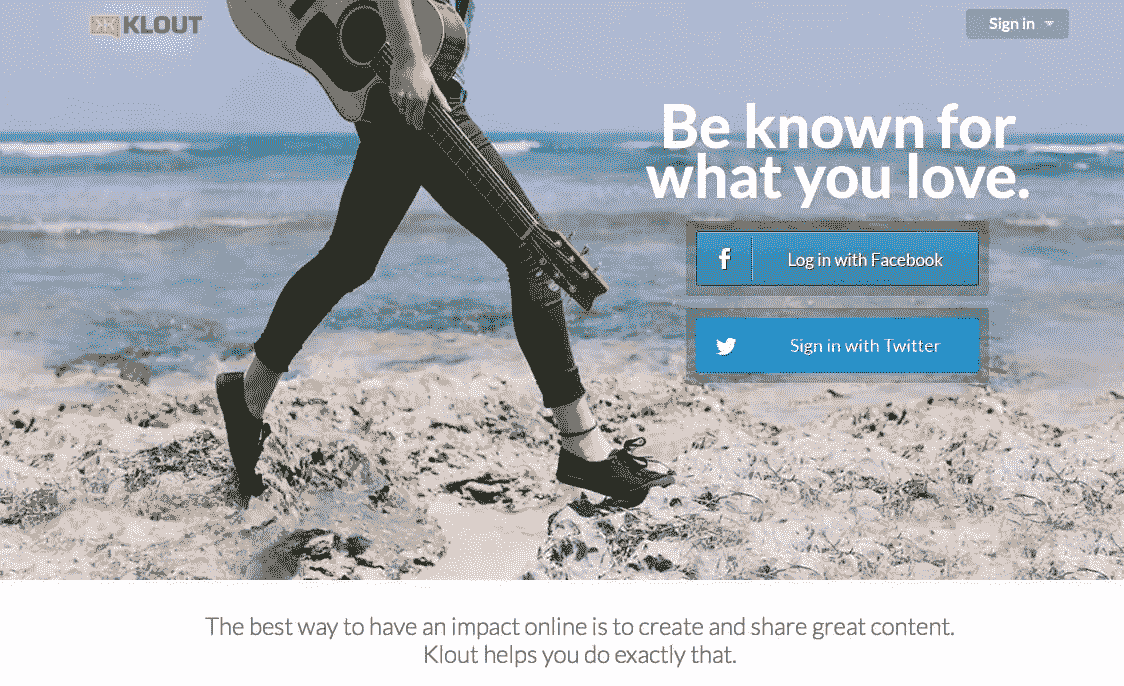 KLOUT
Sign in
Be known for
what you love.
Log in with Facebook
Sign in with Twitter
The best way to have an impact online is to create and share great content.
Klout helps you do exactly that.